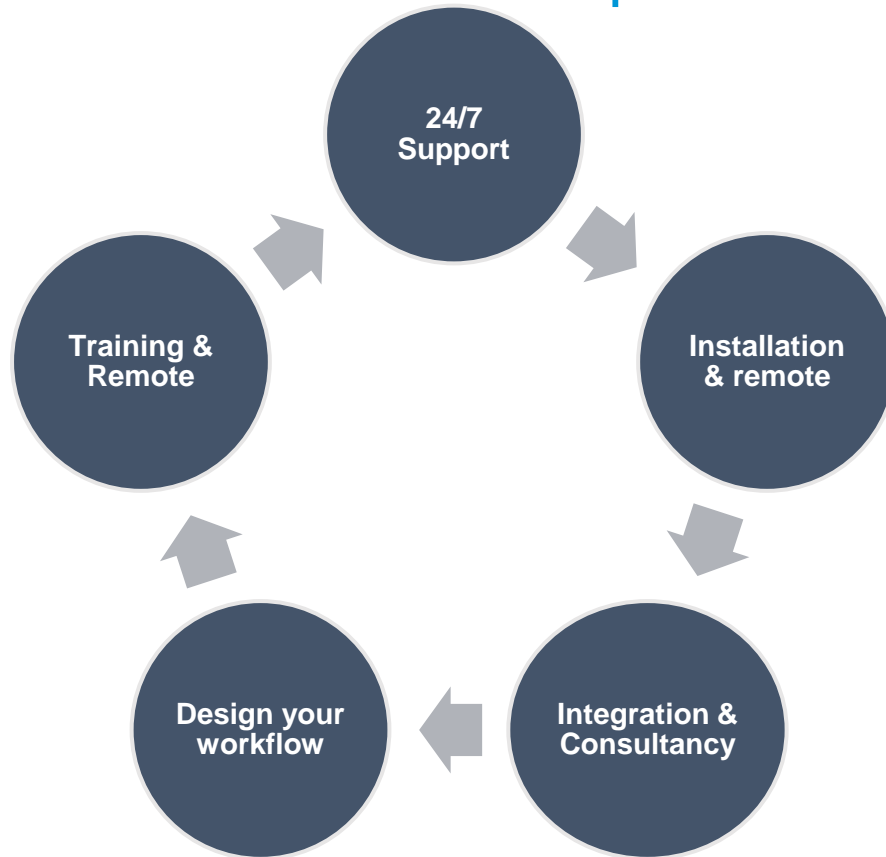 24/7
Support
Installation
& remote
Integration &
Consultancy
Design your
workflow
Training &
Remote